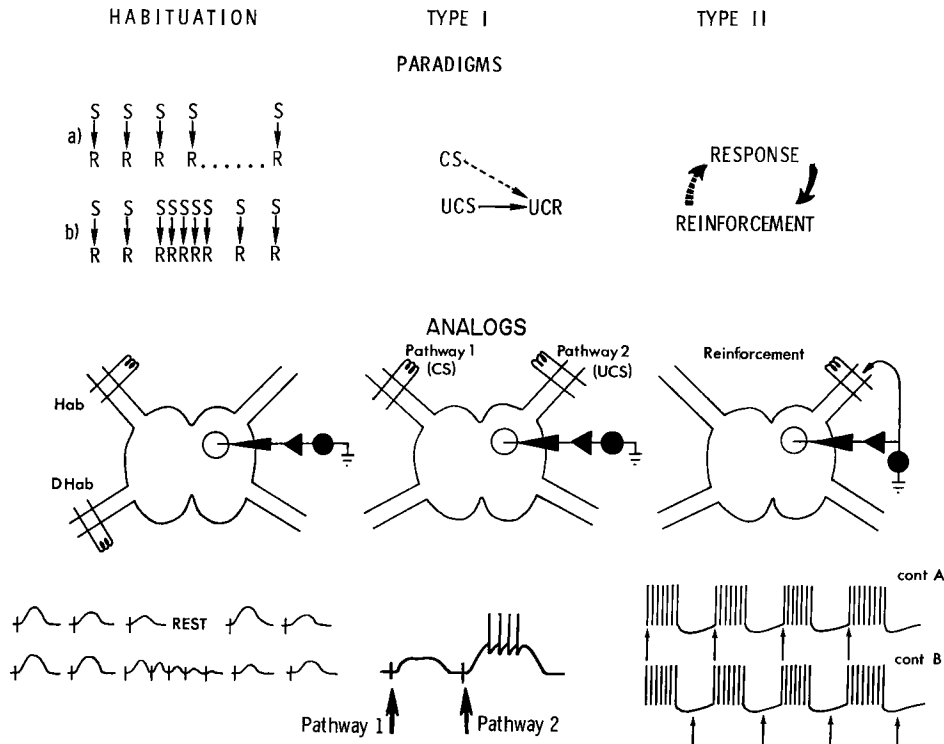 HABITUATION TYPE I TYPE II
PARADIGMS
S S S S S
a)
R R R R . . . . . . R
S S SSSSS S S
b)
R R RRRRR R R
CS
UCS UCR
RESPONSE
REINFORCEMENT
ANALOGS
Hab
D Hab
Pathway 1
(CS)
Pathway 2
(UCS)
Reinforcement
REST
Pathway 1 Pathway 2
cont A
cont B